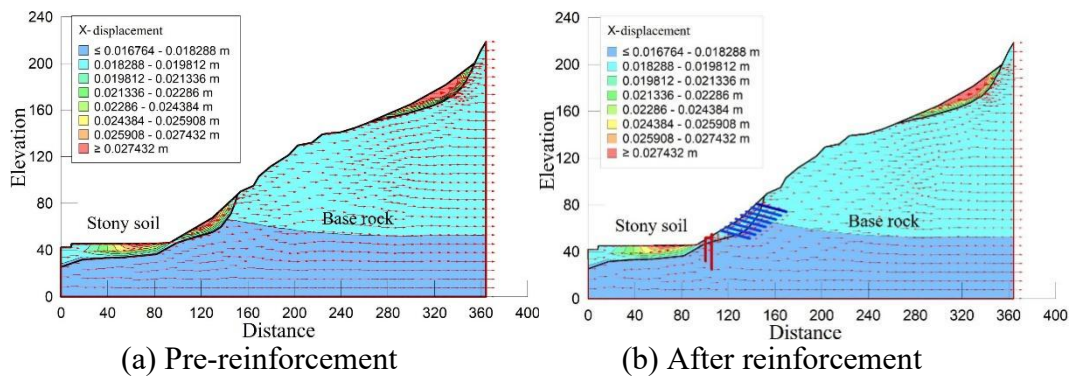 240
200
160
120
80
40
0
Elevation
X-displacement
≤ 0.016764 - 0.018288 m
0.018288 - 0.019812 m
0.019812 - 0.021336 m
0.021336 - 0.02286 m
0.02286 - 0.024384 m
0.024384 - 0.025908 m
0.025908 - 0.027432 m
≥ 0.027432 m
Stony soil
Base rock
0 40 80 120 160 200 240 280 320 360 400
Distance
(a) Pre-reinforcement
240
200
160
120
80
40
0
Elevation
X-displacement
≤ 0.016764 - 0.018288 m
0.018288 - 0.019812 m
0.019812 - 0.021336 m
0.021336 - 0.02286 m
0.02286 - 0.024384 m
0.024384 - 0.025908 m
0.025908 - 0.027432 m
≥ 0.027432 m
Stony soil
Base rock
0 40 80 120 160 200 240 280 320 360 400
Distance
(b) After reinforcement